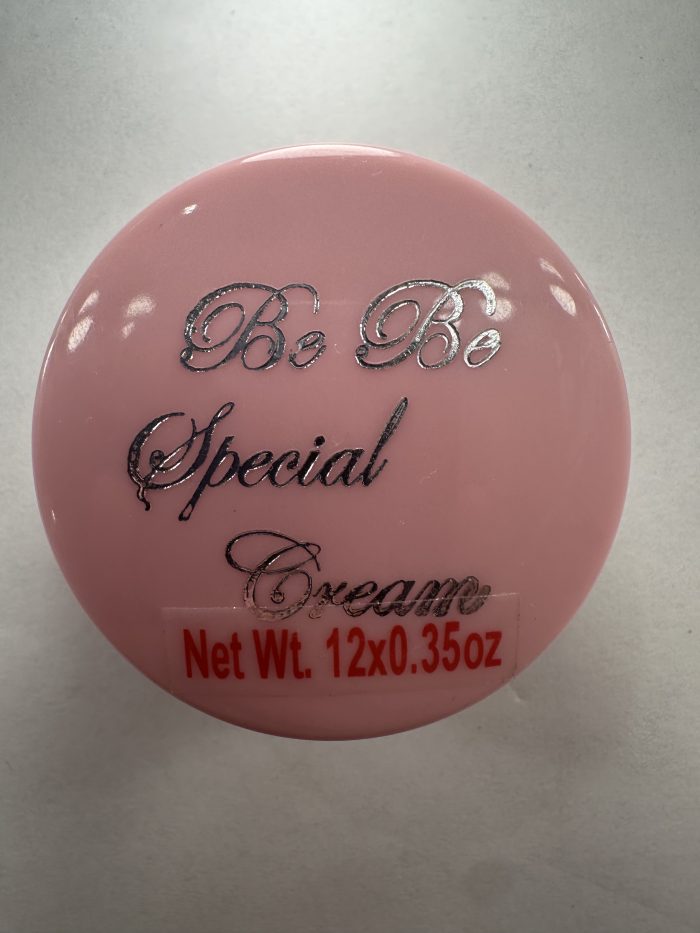 Be Be
Special
Cream
Net Wt. 12x0.35oz